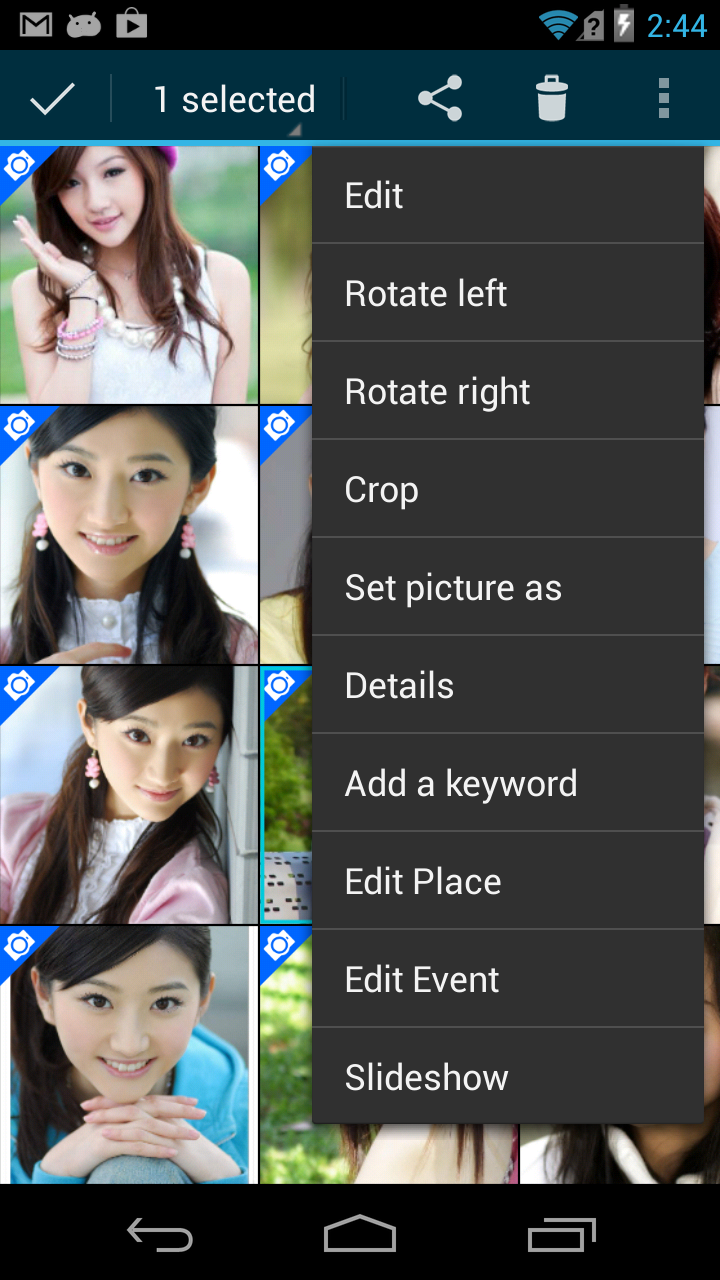 2:44
1 selected
Edit
Rotate left
Rotate right
Crop
Set picture as
Details
Add a keyword
Edit Place
Edit Event
Slideshow